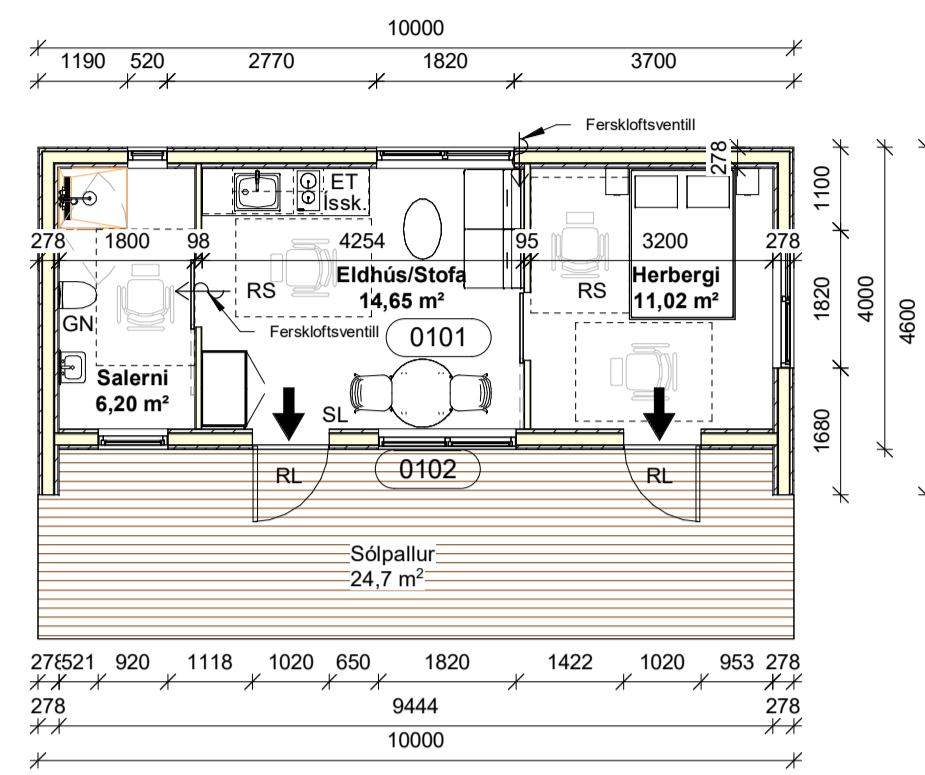 10000
1190 520 2770 1820 3700
Ferskloftsventill
278
1100
ET
Íssk.
278 1800 98 4254 95 3200 278
Eldhús/Stofa
14,65 m²
Herbergi
11,02 m²
RS
RS
1820
4000
4600
GN
Ferskloftsventill
0101
Salerni
6,20 m²
SL
1680
0102
RL
RL
Sólpallur
24,7 m²
278 521 920 1118 1020 650 1820 1422 1020 953 278
278 9444 278
10000